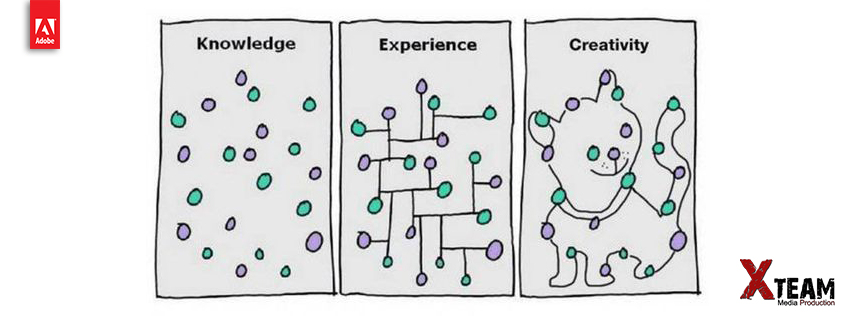 Adobe
Knowledge
Experience
Creativity
XTEAM
Media Production